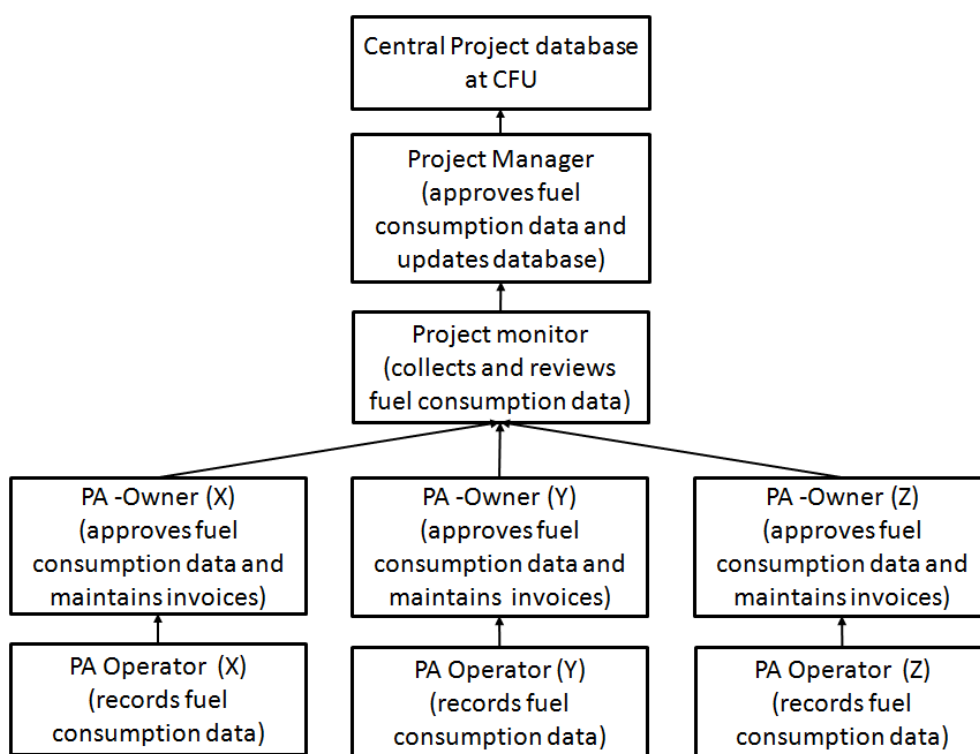 Central Project database
at CFU
Project Manager
(approves fuel
consumption data and
updates database)
Project monitor
(collects and reviews
fuel consumption data)
PA -Owner (X)
(approves fuel
consumption data and
maintains invoices)
PA -Owner (Y)
(approves fuel
consumption data and
maintains invoices)
PA -Owner (Z)
(approves fuel
consumption data and
maintains invoices)
PA Operator (X)
(records fuel
consumption data)
PA Operator (Y)
(records fuel
consumption data)
PA Operator (Z)
(records fuel
consumption data)